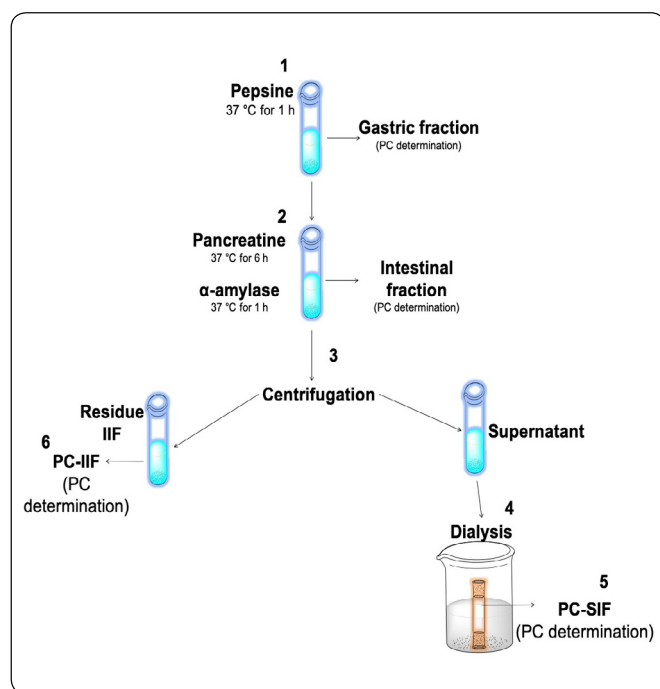 1
Pepsine
37 °C for 1 h
Gastric fraction
(PC determination)
2
Pancreatine
37 °C for 6 h
α-amylase
37 °C for 1 h
Intestinal
fraction
(PC determination)
3
Centrifugation
Residue
IIF
6
PC-IIF
(PC
determination)
Supernatant
4
Dialysis
5
PC-SIF
(PC determination)